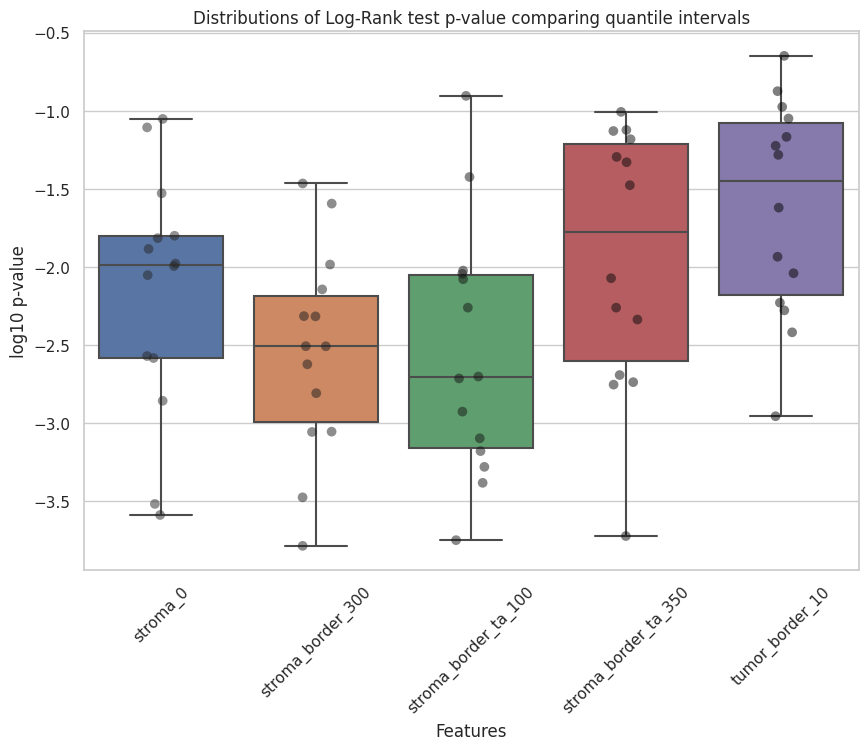 Distributions of Log-Rank test p-value comparing quantile intervals
log10 p-value
−0.5
−1.0
−1.5
−2.0
−2.5
−3.0
−3.5
stroma_0
stroma_border_300
stroma_border_ta_100
stroma_border_ta_350
tumor_border_10
Features